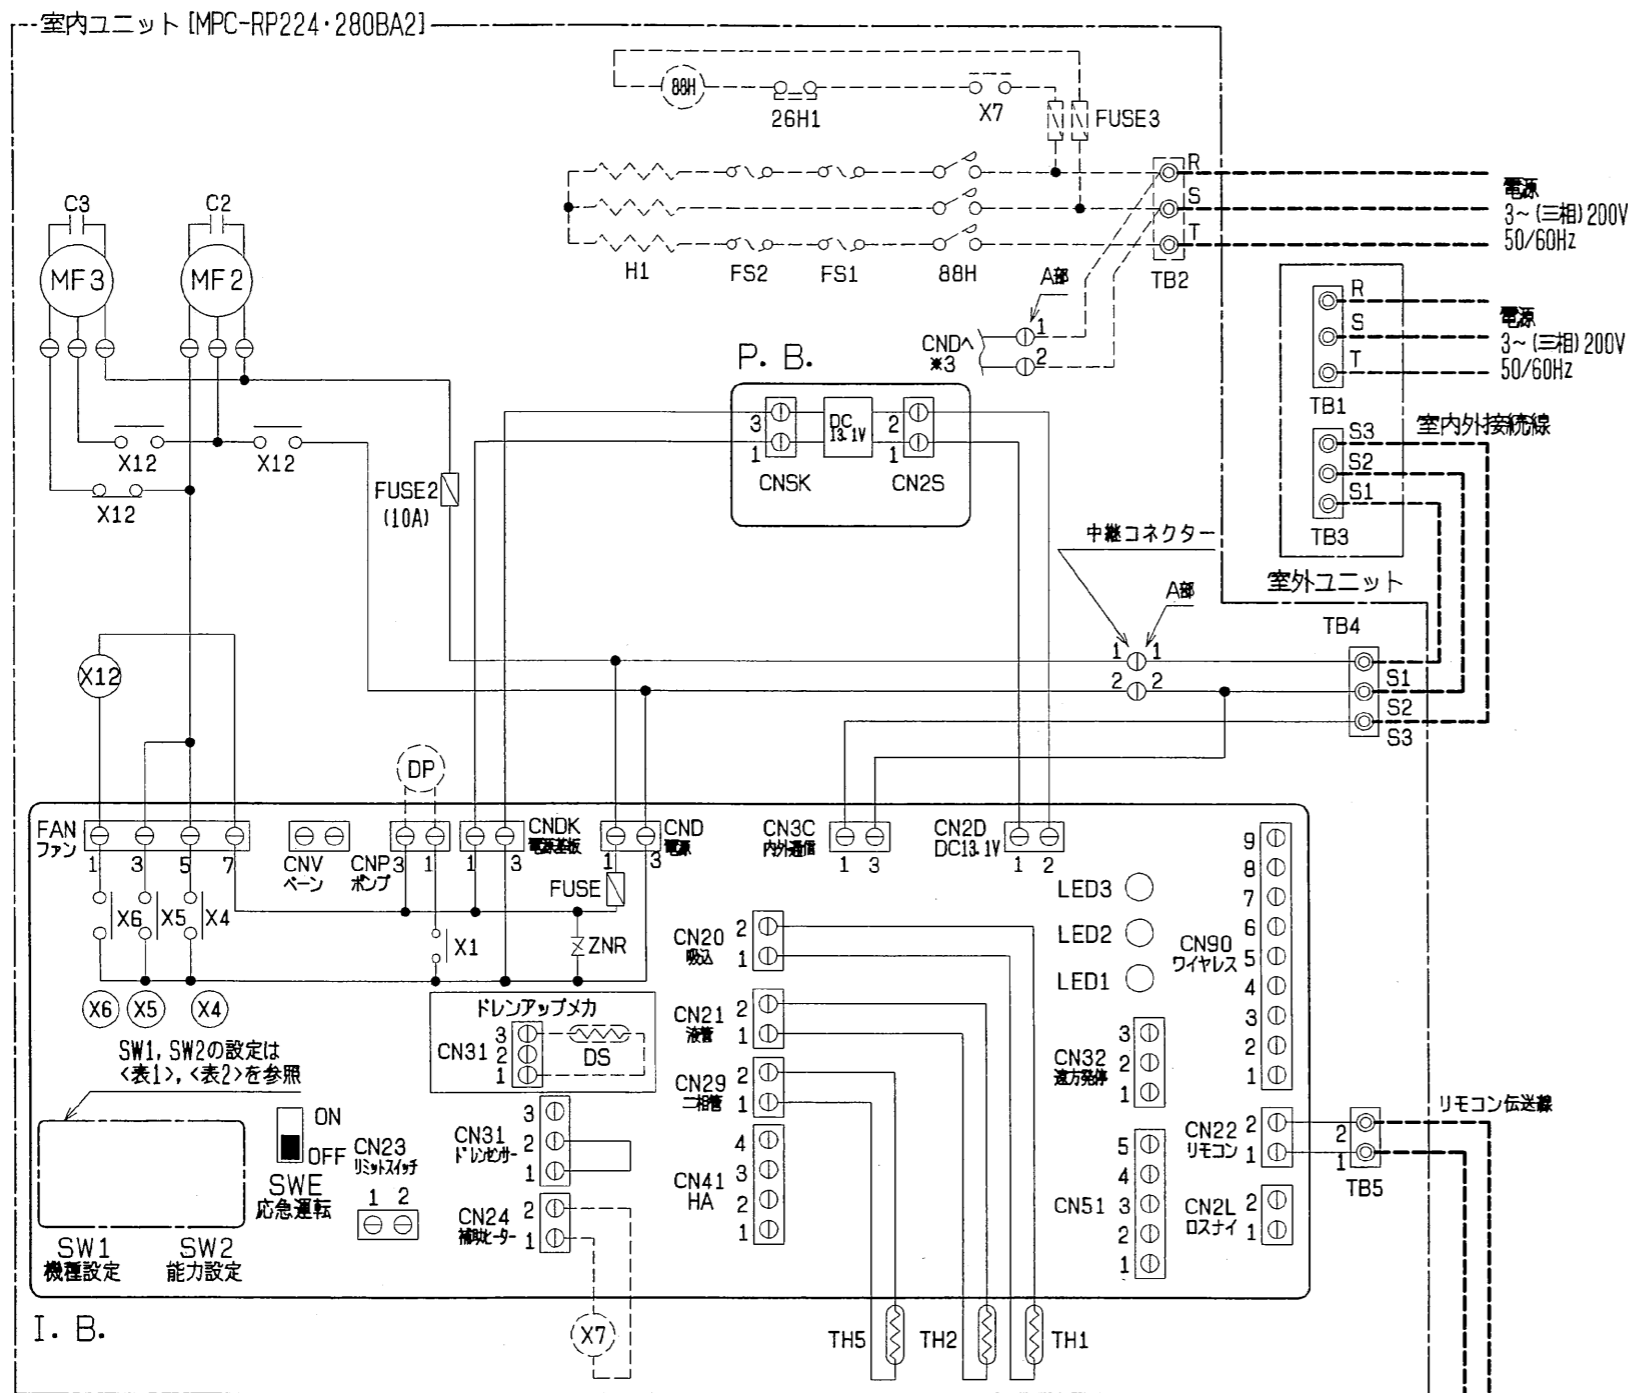 室内ユニット [MPC-RP224・280BA2]
88H
26H1
X7
FUSE3
R
S
T
電源
3~(三相)200V
50/60Hz
H1
FS2
FS1
88H
TB2
C3
C2
MF3
MF2
A部
CNDへ
※3
1
2
R
S
T
電源
3~(三相)200V
50/60Hz
TB1
P. B.
3
1
DC
13.1V
2
1
CNSK
CN2S
S3
S2
S1
TB3
室内外接続線
室外ユニット
X12
X12
X12
FUSE2
(10A)
中継コネクター
A部
1
1
2
2
TB4
S1
S2
S3
X12
DP
FAN
ファン
1
3
5
7
CNV
ベーン
CNP
ポンプ
3
1
1
3
CNDK
電源基板
1
3
CND
電源
CN3C
内外通信
1
3
CN2D
DC13.1V
1
2
FUSE
X6
X5
X4
X1
ZNR
X6
X5
X4
SW1, SW2の設定は
<表1>, <表2>を参照
ドレンアップメカ
CN31
3
2
1
DS
CN20
吸込
2
1
CN21
液管
2
1
CN29
二相管
2
1
CN41
HA
4
3
2
1
LED3
LED2
LED1
CN90
ワイヤレス
9
8
7
6
5
4
3
2
1
CN32
遠方発停
3
2
1
CN51
5
4
3
2
1
CN22
リモコン
2
1
CN2L
ロスナイ
2
1
2
1
TB5
リモコン伝送線
ON
OFF
SWE
応急運転
CN23
リミットスイッチ
1 2
CN31
ドレンセンサー
3
2
1
CN24
補助ヒーター
2
1
SW1
機種設定
SW2
能力設定
I. B.
X7
TH5
TH2
TH1